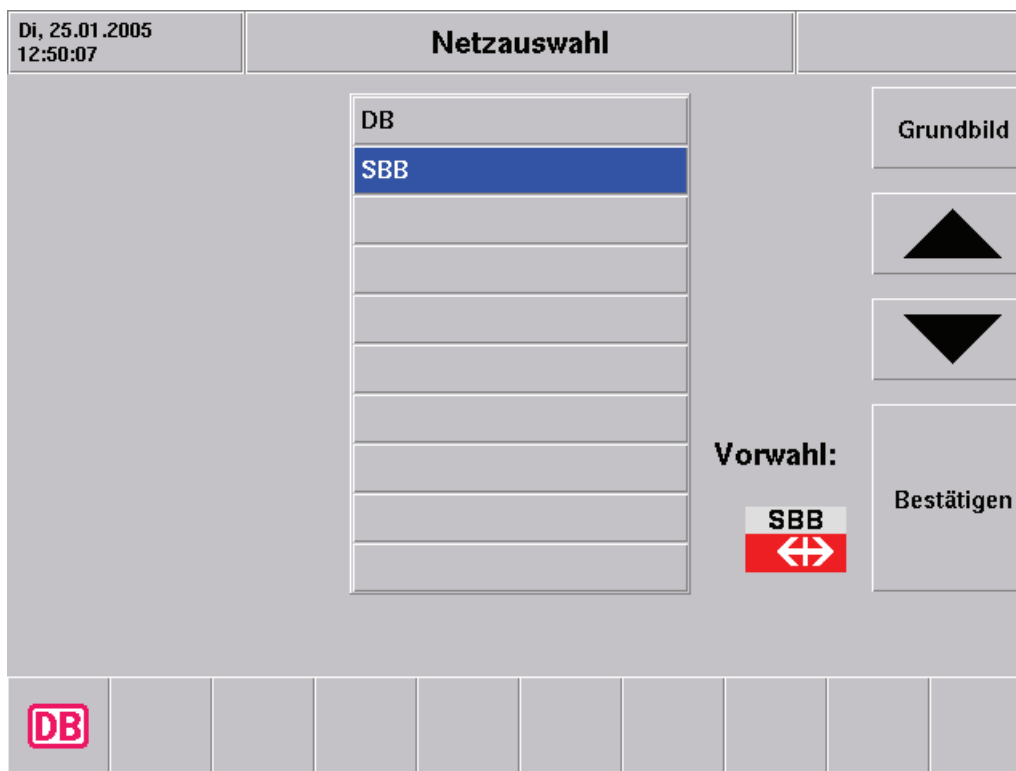 Di, 25.01.2005
12:50:07
Netzauswahl
DB
SBB
Grundbild
Vorwahl:
SBB
Bestätigen
DB